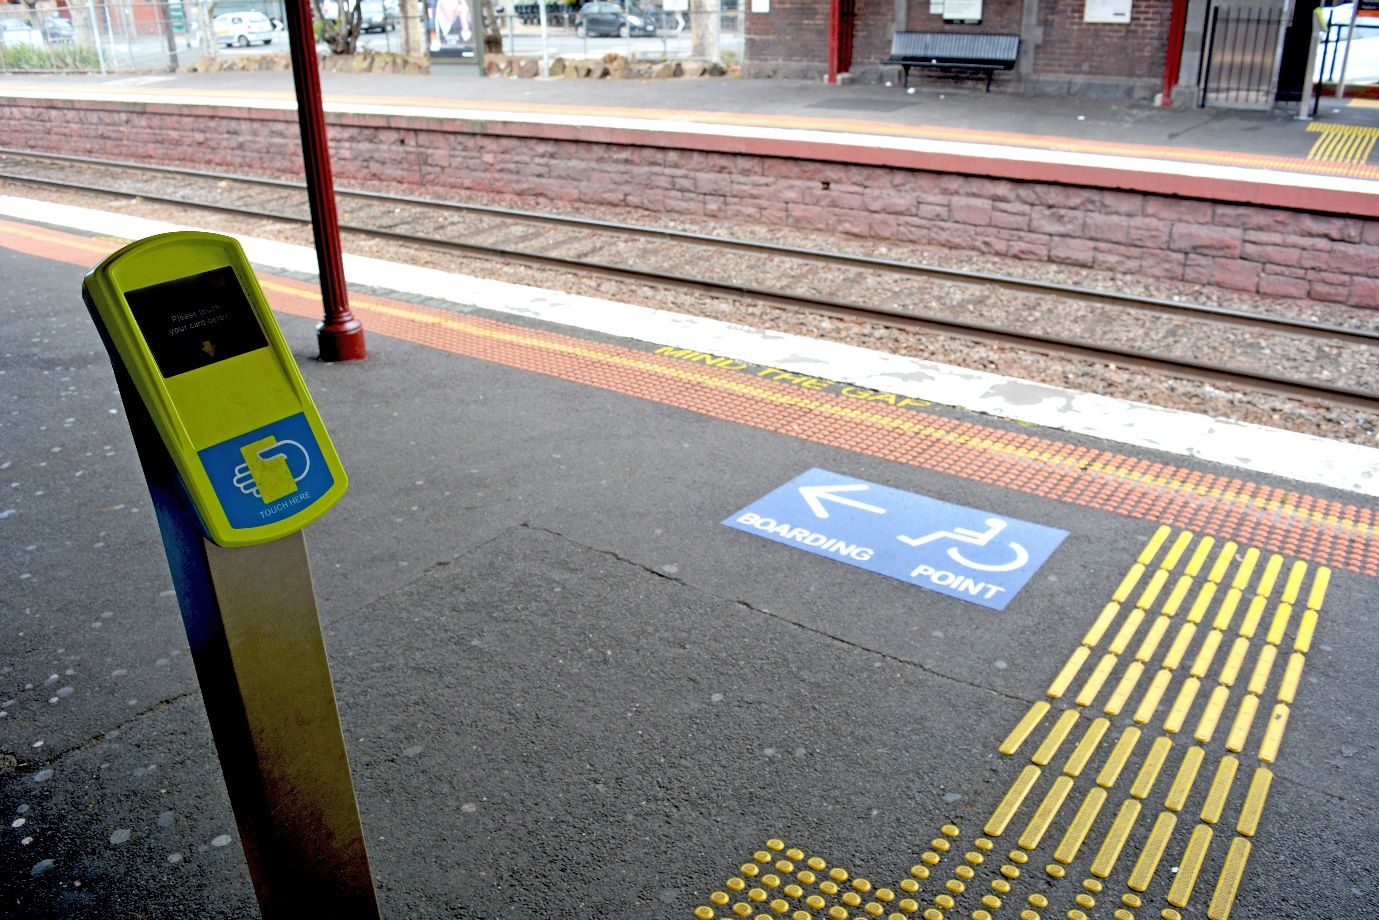 Please touch
your card below
TOUCH HERE
MIND THE GAP
BOARDING
POINT